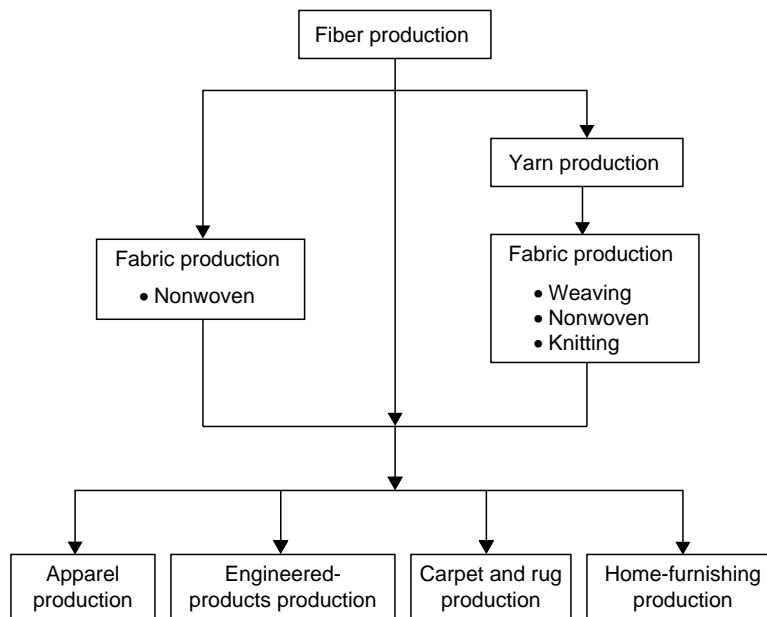 Fiber production
Yarn production
Fabric production
• Nonwoven
Fabric production
• Weaving
• Nonwoven
• Knitting
Apparel
production
Engineered-
products production
Carpet and rug
production
Home-furnishing
production